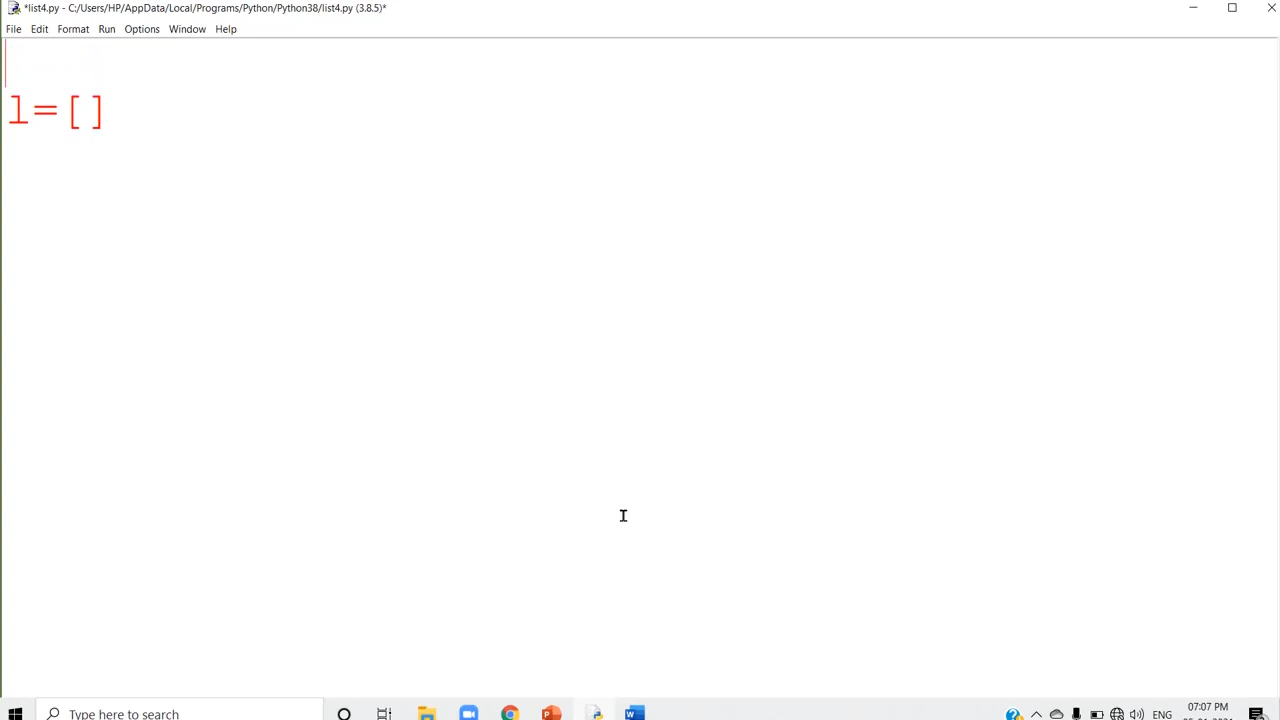 *list4.py - C:/Users/HP/AppData/Local/Programs/Python/Python38/list4.py (3.8.5)*
File Edit Format Run Options Window Help
l=[]
Type here to search
ENG
07:07 PM